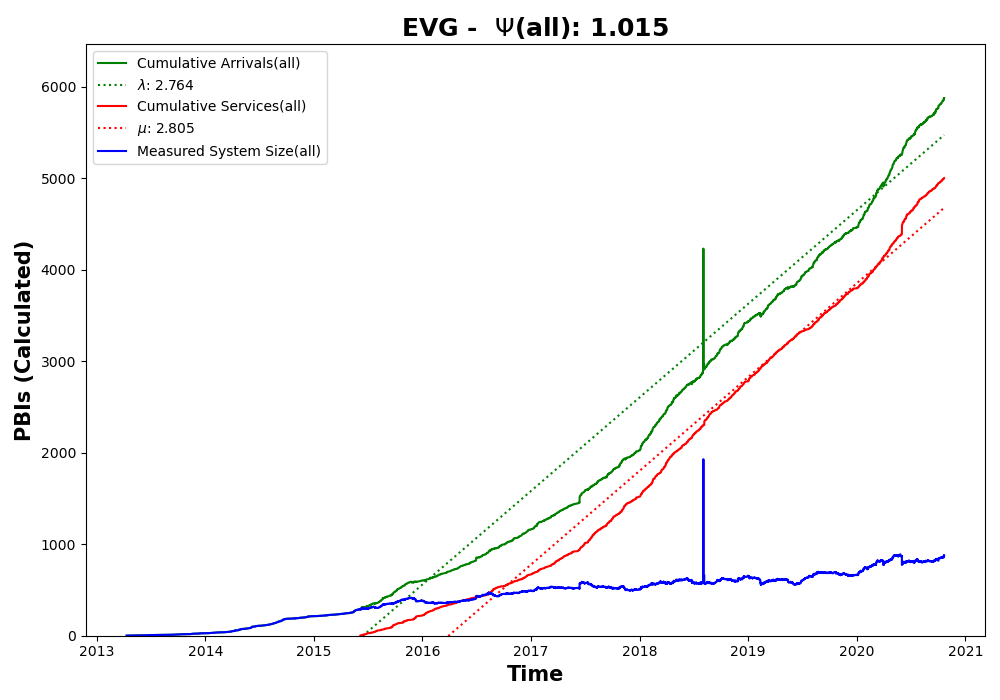 EVG -  Ψ(all): 1.015
Cumulative Arrivals(all)
λ: 2.764
Cumulative Services(all)
μ: 2.805
Measured System Size(all)
PBIs (Calculated)
6000
5000
4000
3000
2000
1000
0
2013 2014 2015 2016 2017 2018 2019 2020 2021
Time